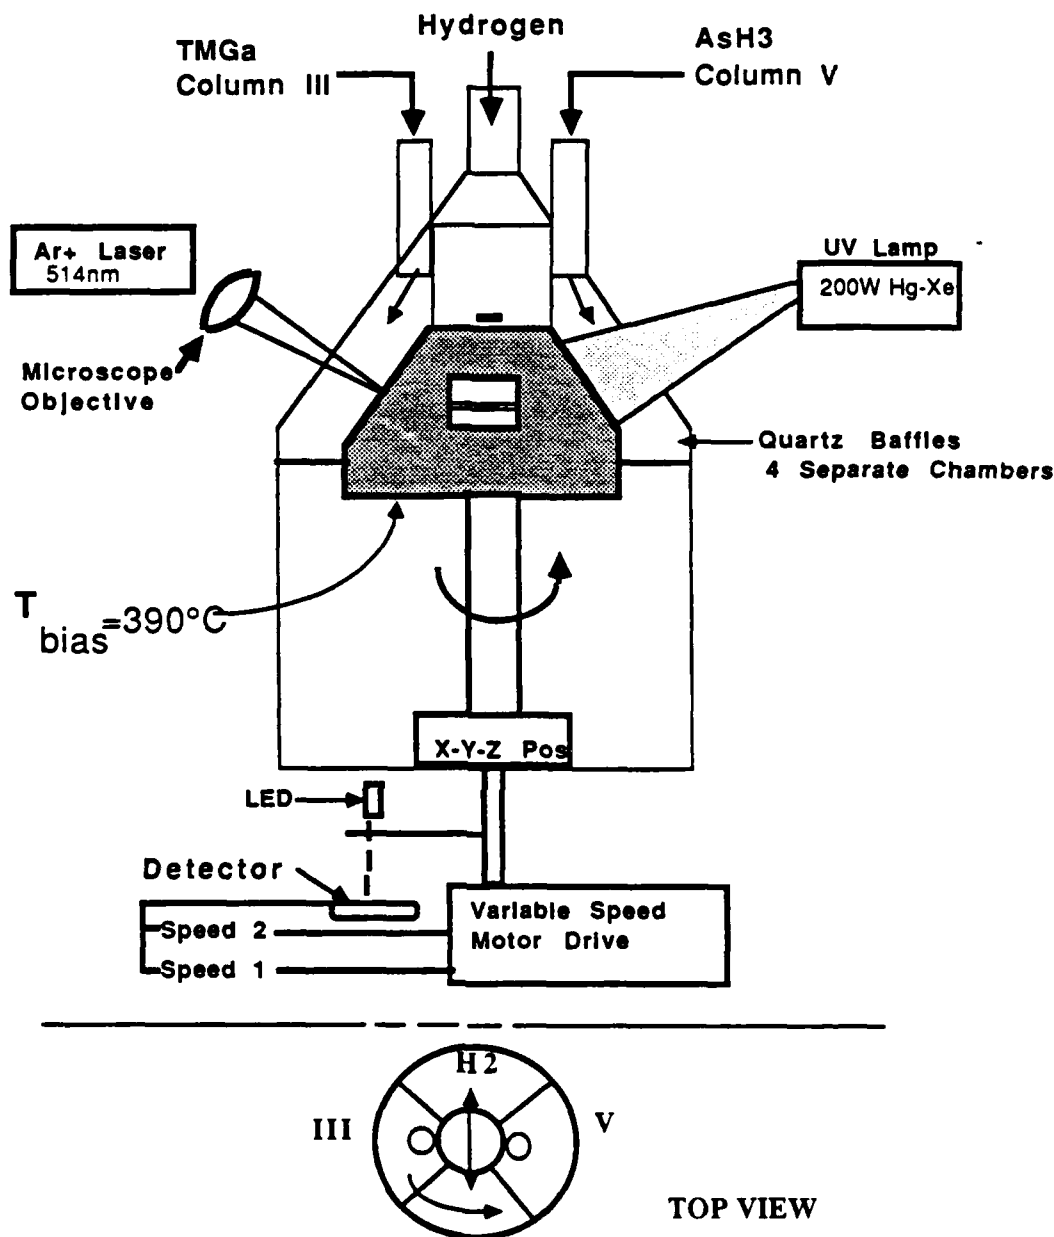 Hydrogen
TMGa
Column III
AsH3
Column V
Ar+ Laser
514nm
UV Lamp
200W Hg-Xe
Microscope
Objective
Quartz Baffles
4 Separate Chambers
T
bias=390°C
X-Y-Z Pos
LED
Detector
Variable Speed
Motor Drive
Speed 2
Speed 1
H2
III
V
TOP VIEW